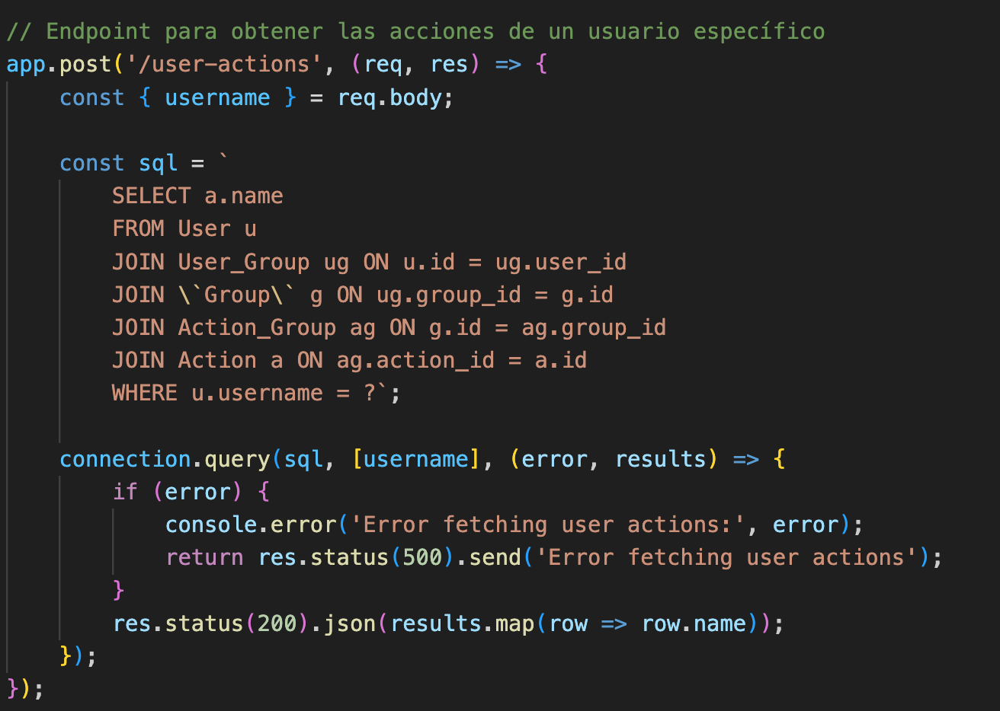 // Endpoint para obtener las acciones de un usuario específico
app.post('/user-actions', (req, res) => {
    const { username } = req.body;

    const sql = `
        SELECT a.name
        FROM User u
        JOIN User_Group ug ON u.id = ug.user_id
        JOIN \`Group\` g ON ug.group_id = g.id
        JOIN Action_Group ag ON g.id = ag.group_id
        JOIN Action a ON ag.action_id = a.id
        WHERE u.username = ?`;

    connection.query(sql, [username], (error, results) => {
        if (error) {
            console.error('Error fetching user actions:', error);
            return res.status(500).send('Error fetching user actions');
        }
        res.status(200).json(results.map(row => row.name));
    });
});